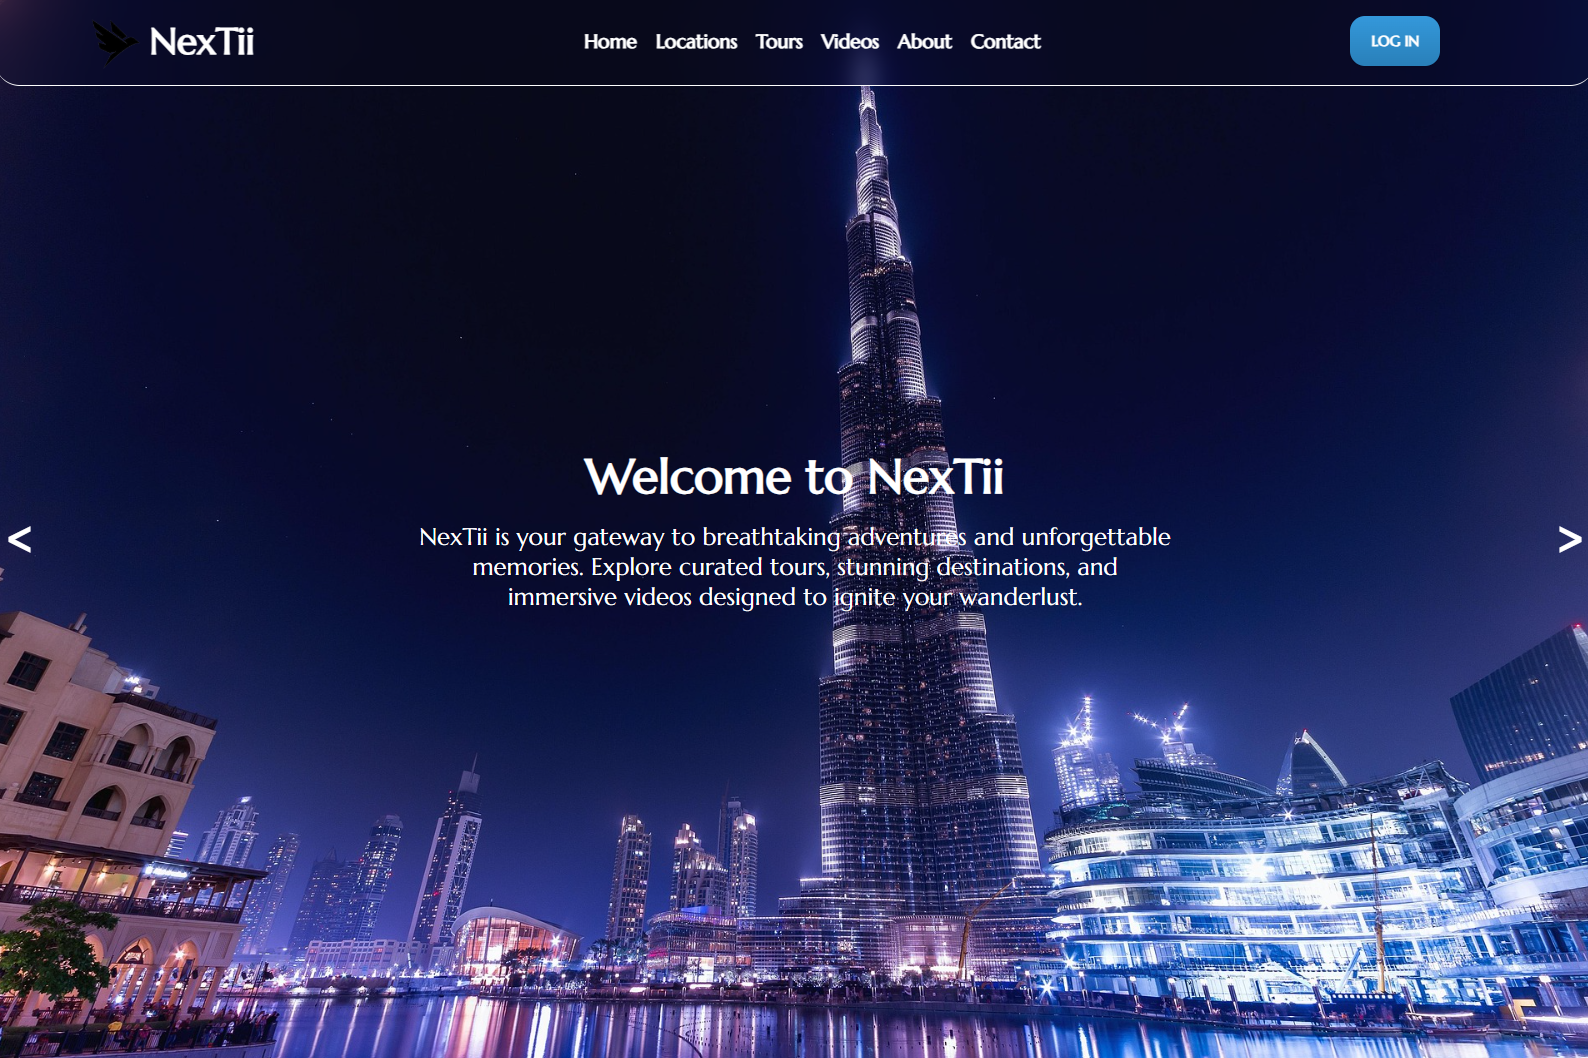 NexTii
Home Locations Tours Videos About Contact
LOG IN
Welcome to NexTii
<
>
NexTii is your gateway to breathtaking adventures and unforgettable
memories. Explore curated tours, stunning destinations, and
immersive videos designed to ignite your wanderlust.